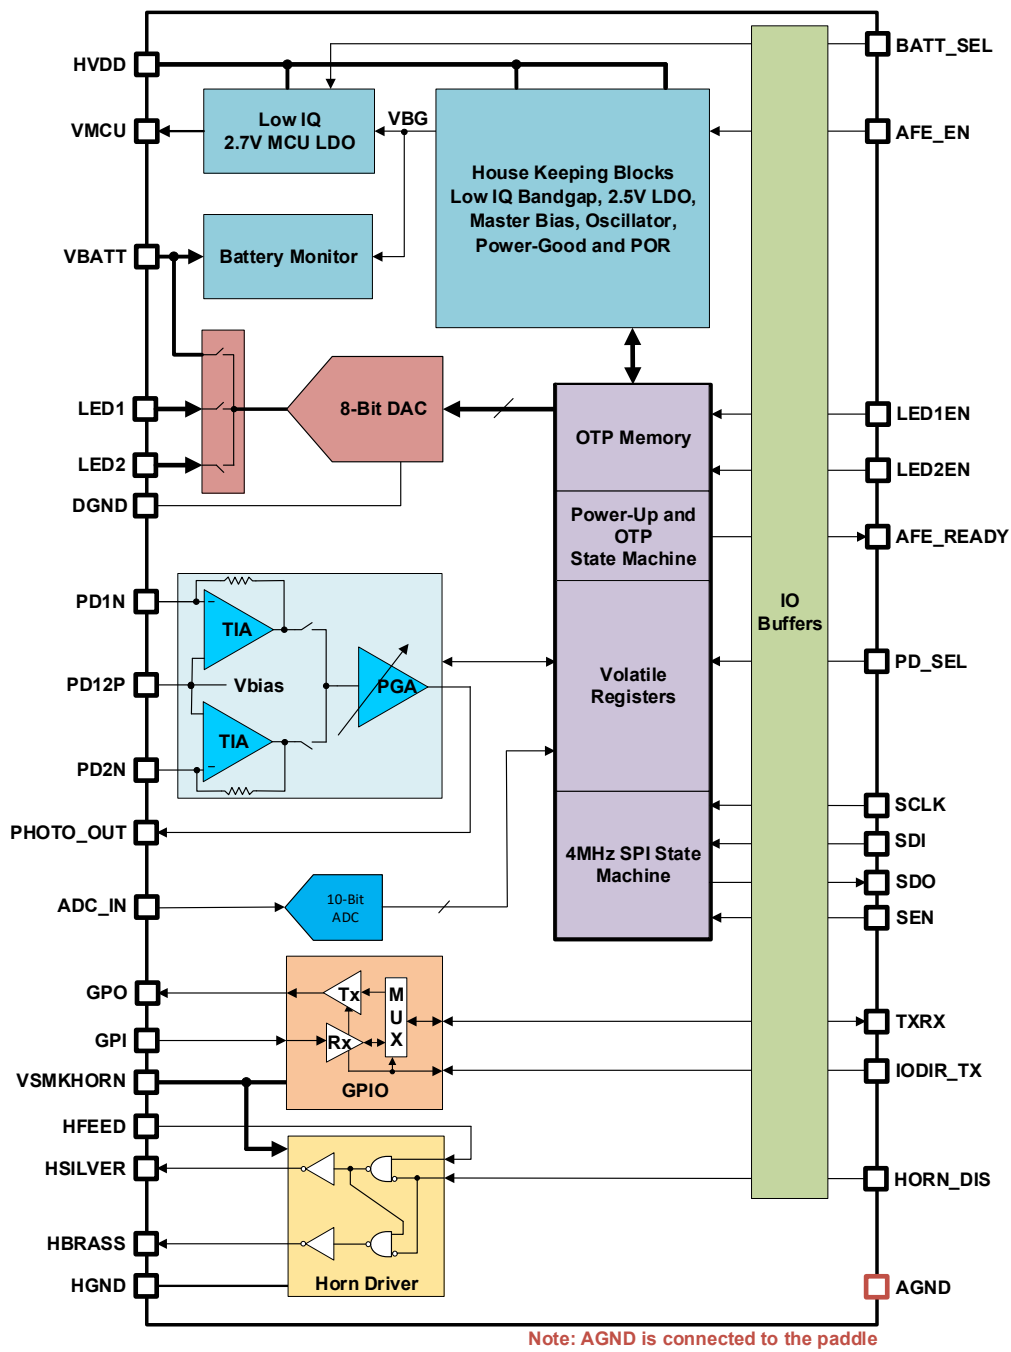 BATT_SEL
HVDD
Low IQ
2.7V MCU LDO
VMCU
VBG
AFE_EN
House Keeping Blocks
Low IQ Bandgap, 2.5V LDO,
Master Bias, Oscillator,
Power-Good and POR
VBATT
Battery Monitor
LED1
8-Bit DAC
LED2
DGND
OTP Memory
LED1EN
LED2EN
Power-Up and
OTP
State Machine
AFE_READY
IO
Buffers
PD1N
TIA
PD12P
Vbias
PGA
TIA
PD2N
PHOTO_OUT
Volatile
Registers
PD_SEL
4MHz SPI State
Machine
SCLK
SDI
SDO
SEN
ADC_IN
10-Bit
ADC
GPO
Tx
M
U
X
GPI
Rx
GPIO
TXRX
IODIR_TX
VSMKHORN
HFEED
HSILVER
HORN_DIS
HBRASS
HGND
Horn Driver
AGND
Note: AGND is connected to the paddle